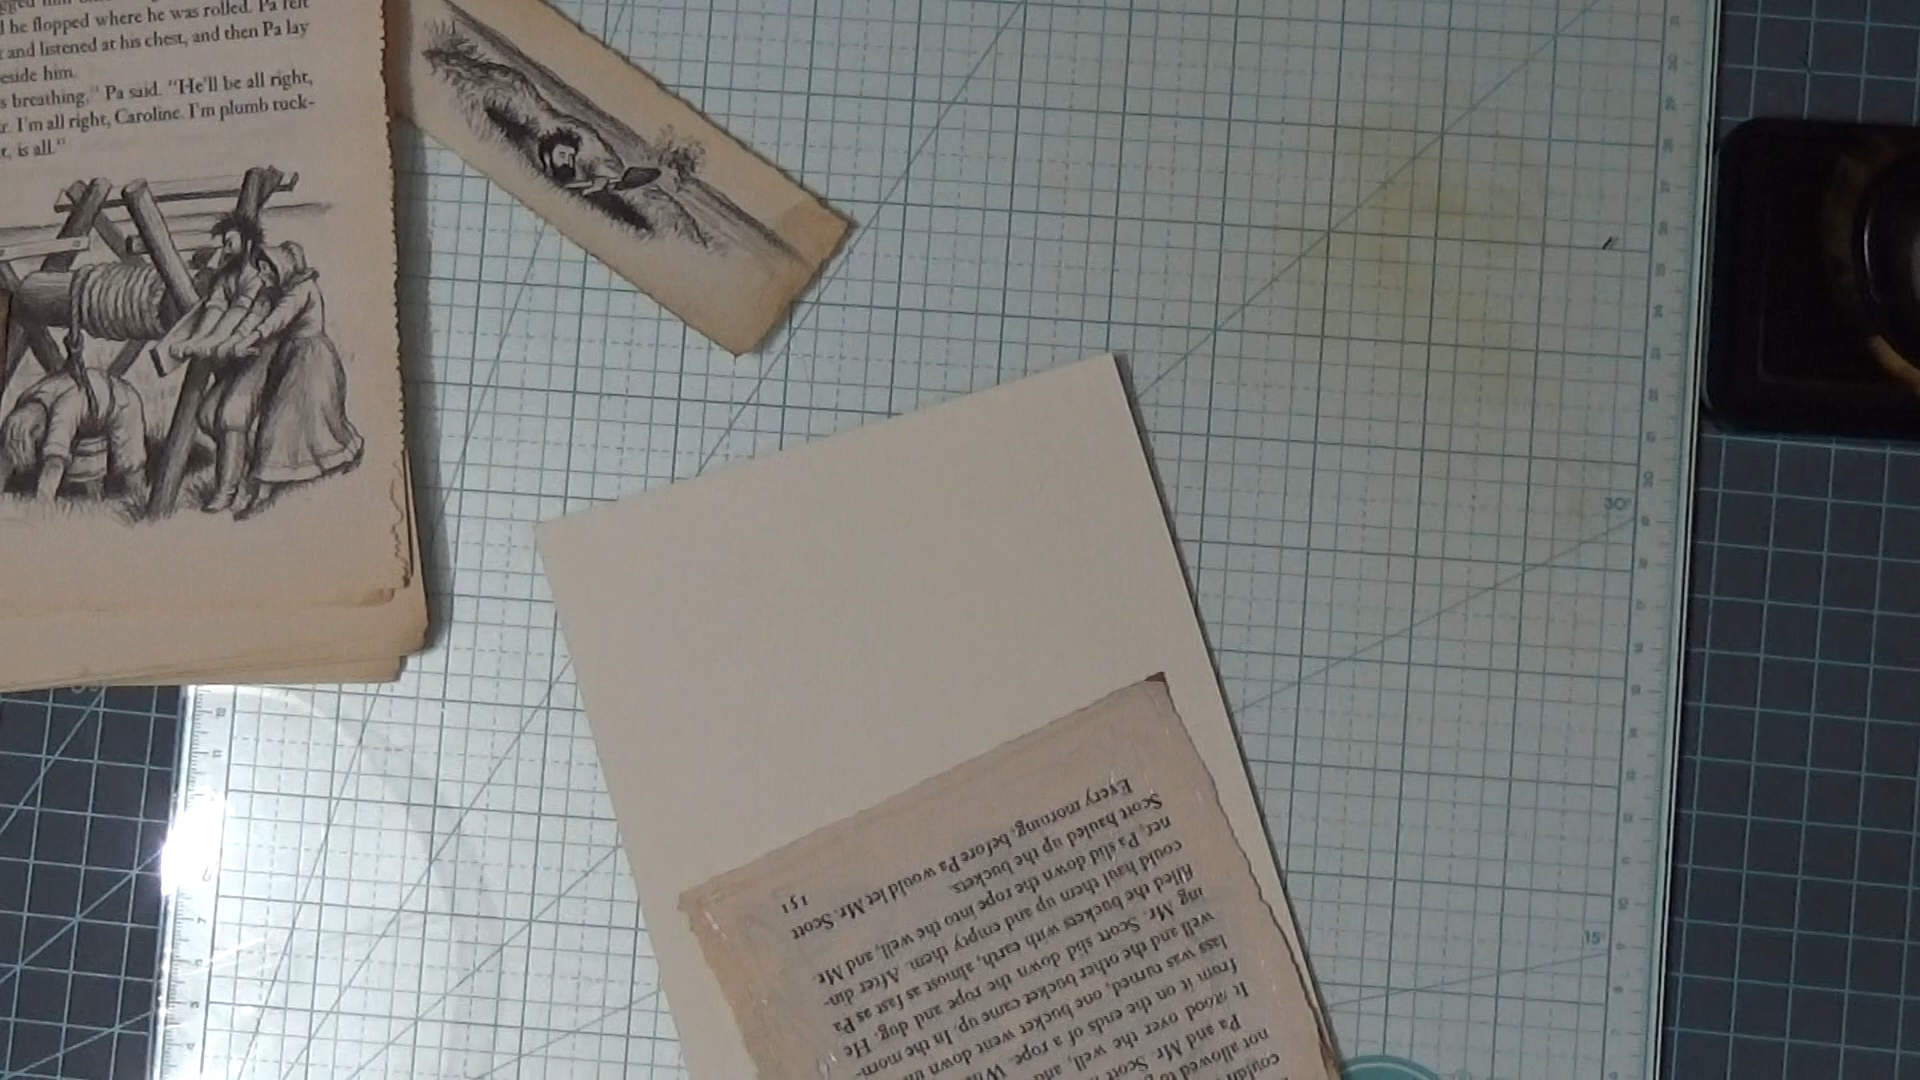 he flopped where he was rolled. Pa felt
and listened at his chest, and then Pa lay
eside him.
s breathing," Pa said. "He'll be all right,
r. I'm all right, Caroline. I'm plumb tuck-
t, is all."
30°
15°
couldn
not allowed to g
Pa and Mr. Scott
It stood over the well, and
from it on the ends of a rope.
lass was turned, one bucket went down
well and the other bucket came up. In the morn-
ing Mr. Scott slid down the rope and dug. He
filled the buckets with earth, almost as fast as Pa
could haul them up and empty them. After din-
ner, Pa slid down the rope into the well, and Mr.
Scott hauled up the buckets.
Every morning, before Pa would let Mr. Scott
151